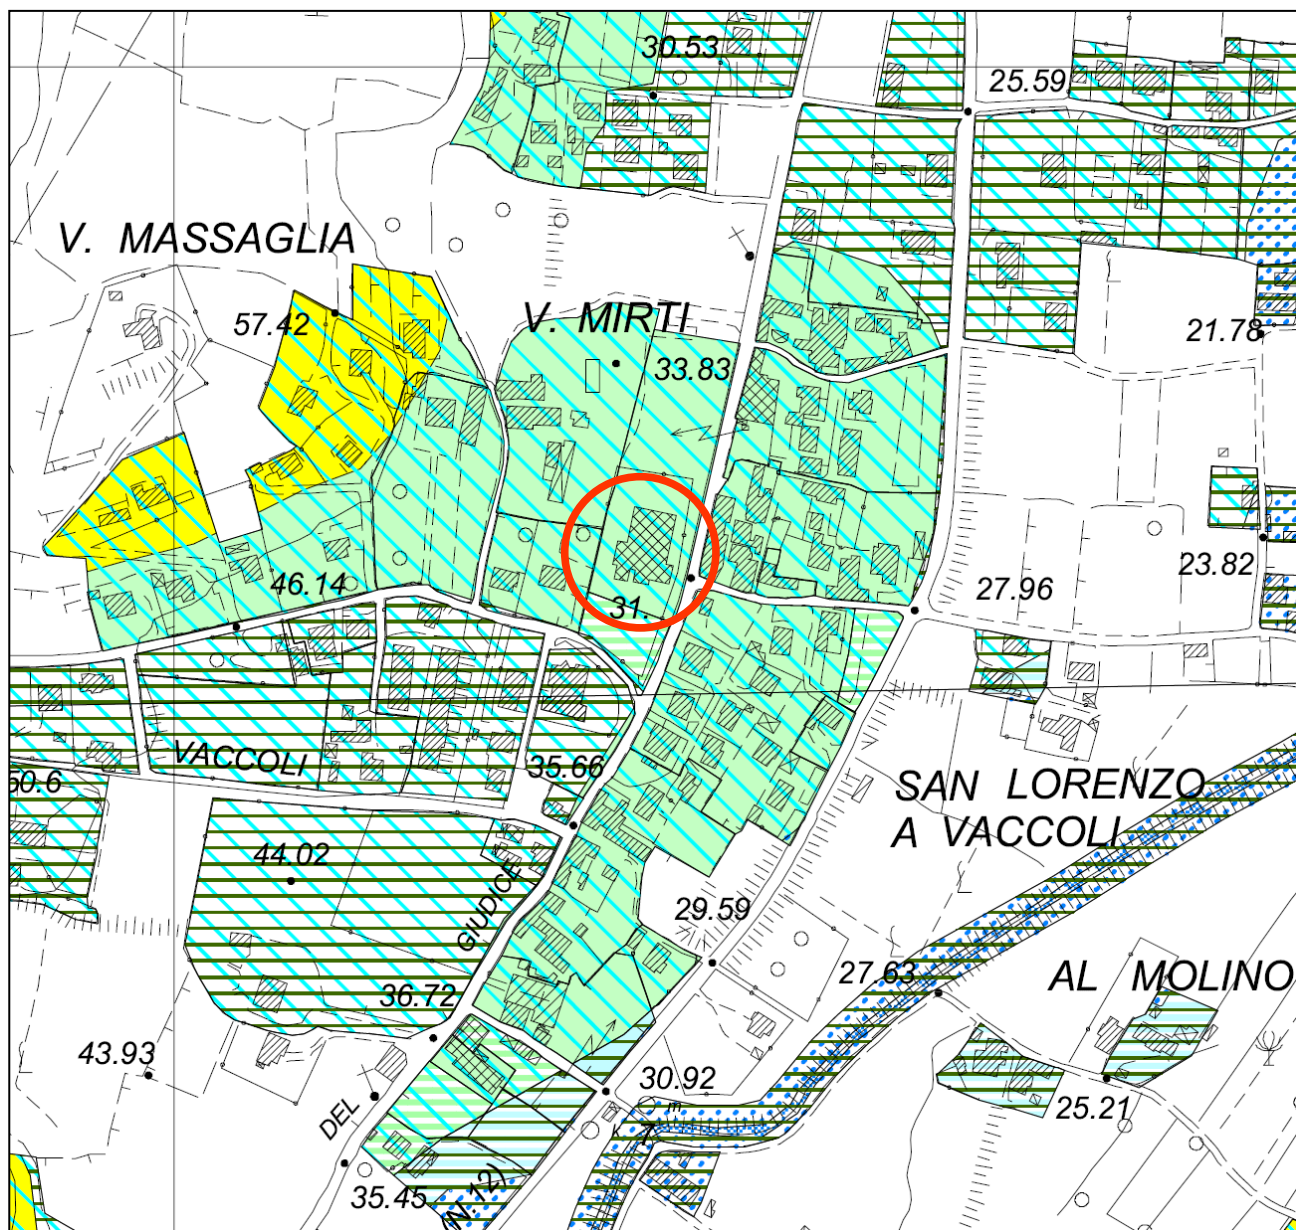 30.53
25.59
V. MASSAGLIA
57.42
V. MIRTI
33.83
21.78
46.14
31
27.96
23.82
VACCOLI
35.66
50.6
SAN LORENZO
A VACCOLI
44.02
GIUDICE
29.59
27.63
AL MOLINO
36.72
43.93
30.92
m
25.21
DEL
35.45
(N.12)